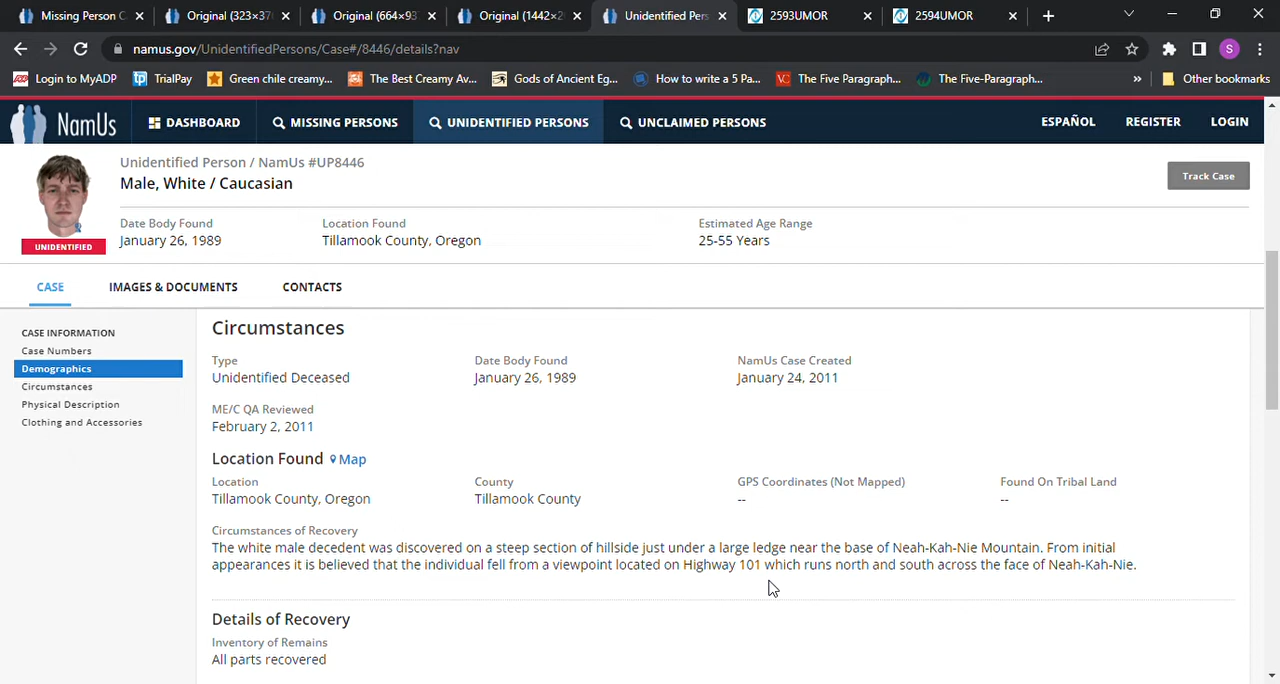 Missing Person C
Original (323×37
Original (664×93
Original (1442×2
Unidentified Per
2593UMOR
2594UMOR
namus.gov/UnidentifiedPersons/Case#/8446/details?nav
S
Login to MyADP
tp TrialPay
Green chile creamy...
The Best Creamy Av...
Gods of Ancient Eg...
How to write a 5 Pa...
VC The Five Paragraph...
The Five-Paragraph...
»
Other bookmarks
NamUs
DASHBOARD
MISSING PERSONS
UNIDENTIFIED PERSONS
UNCLAIMED PERSONS
ESPAÑOL
REGISTER
LOGIN
Unidentified Person / NamUs #UP8446
Male, White / Caucasian
Track Case
Date Body Found
Location Found
Estimated Age Range
January 26, 1989
Tillamook County, Oregon
25-55 Years
UNIDENTIFIED
CASE
IMAGES & DOCUMENTS
CONTACTS
CASE INFORMATION
Case Numbers
Demographics
Circumstances
Physical Description
Clothing and Accessories
Circumstances
Type
Date Body Found
NamUs Case Created
Unidentified Deceased
January 26, 1989
January 24, 2011
ME/C QA Reviewed
February 2, 2011
Location Found Map
Location
County
GPS Coordinates (Not Mapped)
Found On Tribal Land
Tillamook County, Oregon
Tillamook County
--
--
Circumstances of Recovery
The white male decedent was discovered on a steep section of hillside just under a large ledge near the base of Neah-Kah-Nie Mountain. From initial
appearances it is believed that the individual fell from a viewpoint located on Highway 101 which runs north and south across the face of Neah-Kah-Nie.
Details of Recovery
Inventory of Remains
All parts recovered